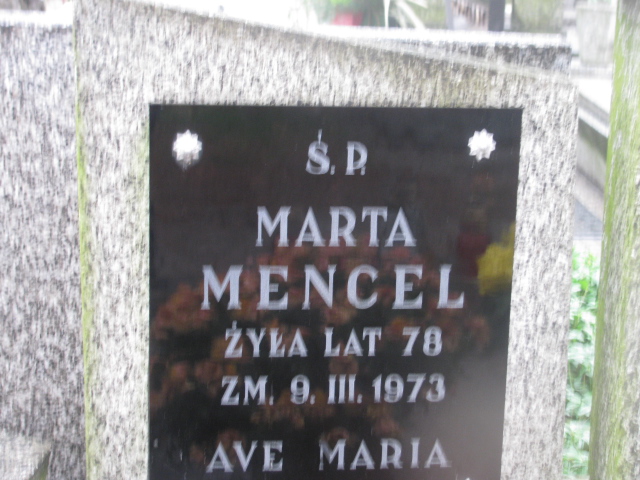 Ś. P.
MARTA
MENCEL
ŻYŁA LAT 78
ZM. 9. III. 1973
AVE MARIA